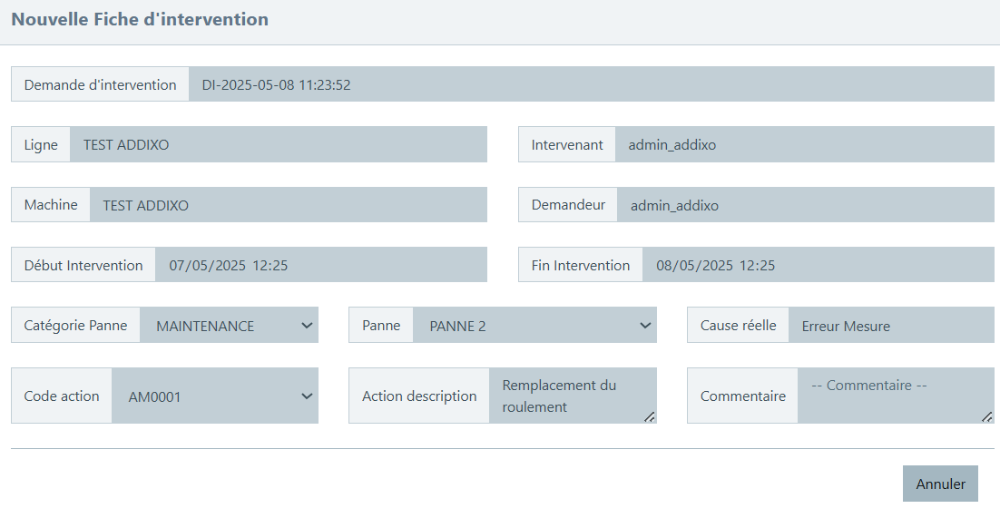 Nouvelle Fiche d'intervention
Demande d'intervention DI-2025-05-08 11:23:52
Ligne TEST ADDIXO Intervenant admin_addixo
Machine TEST ADDIXO Demandeur admin_addixo
Début Intervention 07/05/2025 12:25 Fin Intervention 08/05/2025 12:25
Catégorie Panne MAINTENANCE Panne PANNE 2 Cause réelle Erreur Mesure
Code action AM0001 Action description Remplacement du
roulement Commentaire -- Commentaire --
Annuler